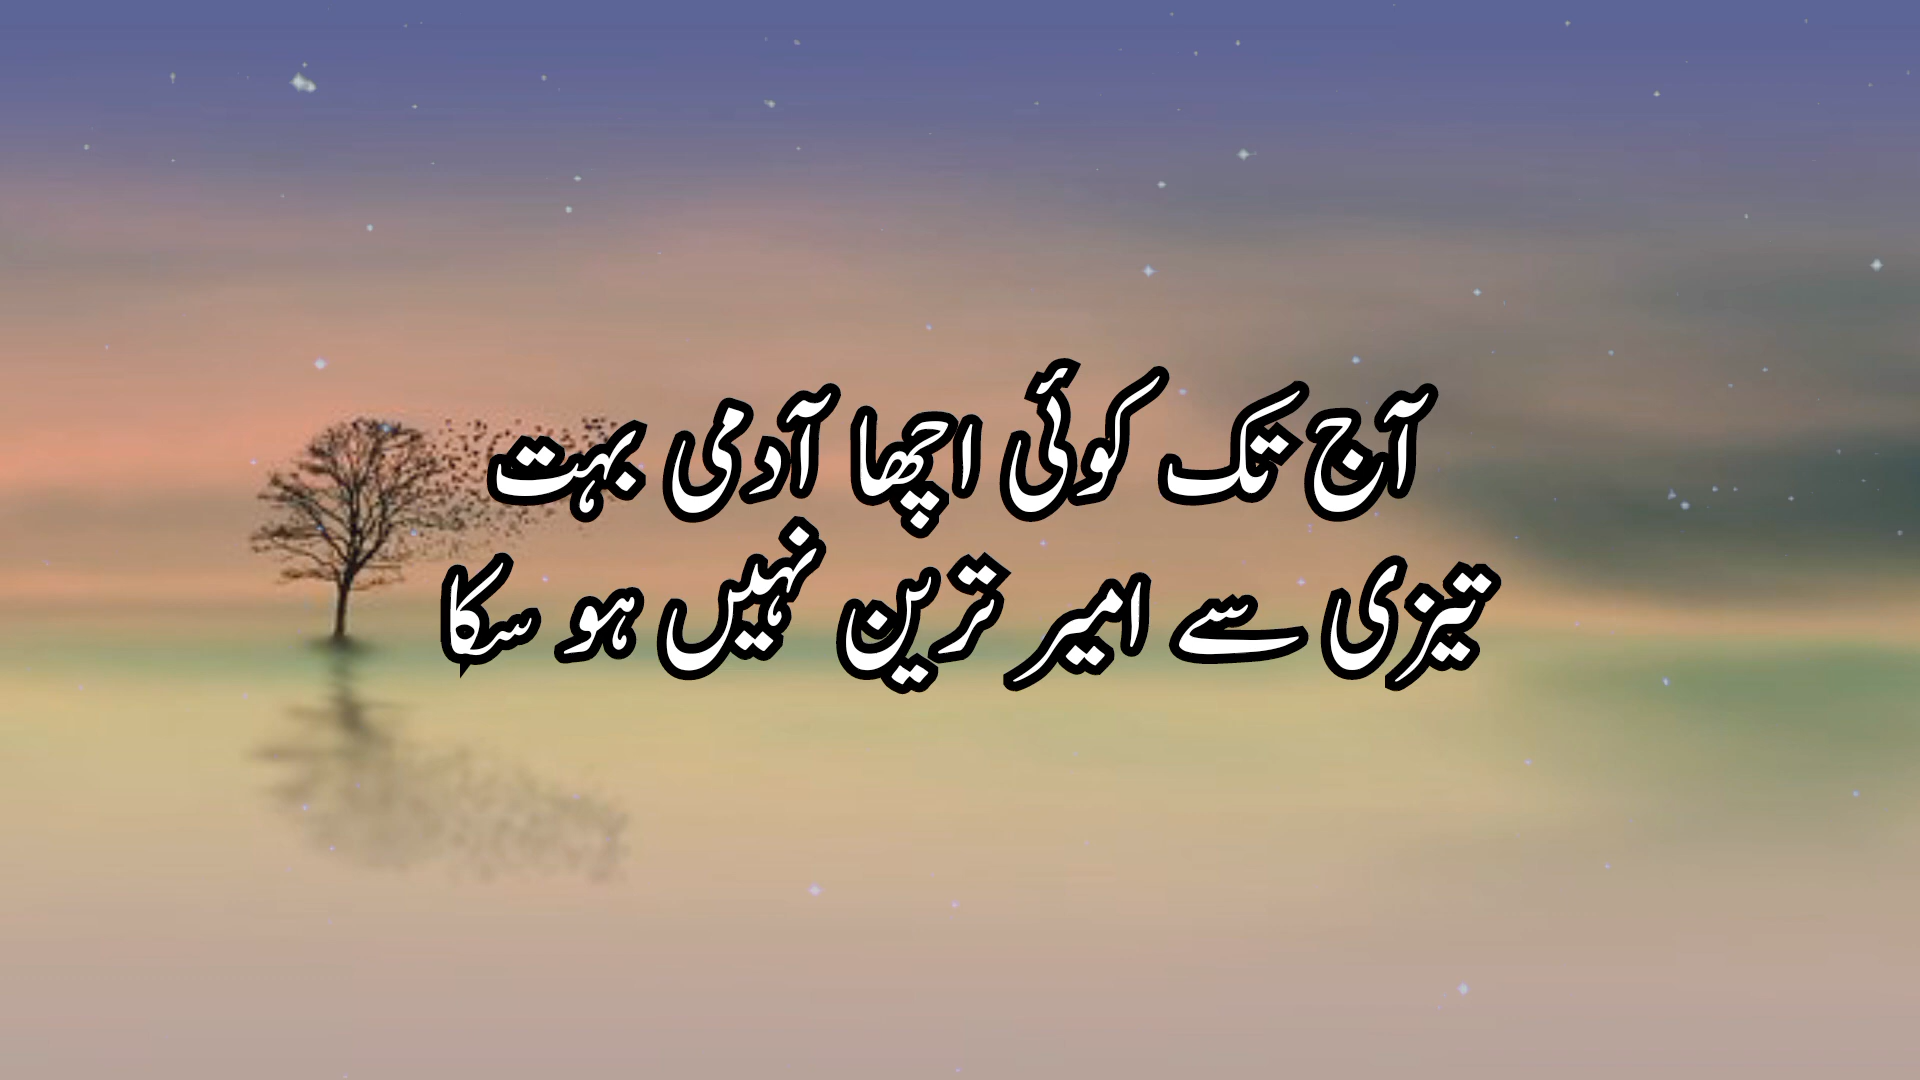 آج تک کوئی اچھا آدمی بہت
تیزی سے امیر ترین نہیں ہو سکا